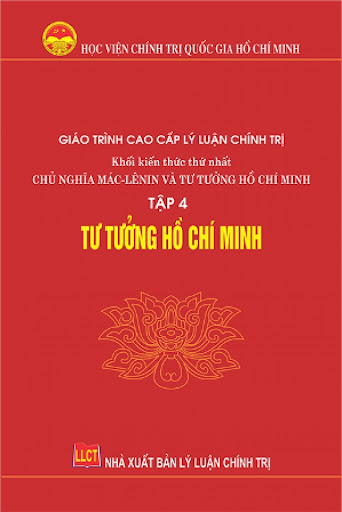 HỌC VIỆN CHÍNH TRỊ QUỐC GIA HỒ CHÍ MINH
GIÁO TRÌNH CAO CẤP LÝ LUẬN CHÍNH TRỊ
Khối kiến thức thứ nhất
CHỦ NGHĨA MÁC-LÊNIN VÀ TƯ TƯỞNG HỒ CHÍ MINH
TẬP 4
TƯ TƯỞNG HỒ CHÍ MINH
LLCT
NHÀ XUẤT BẢN LÝ LUẬN CHÍNH TRỊ